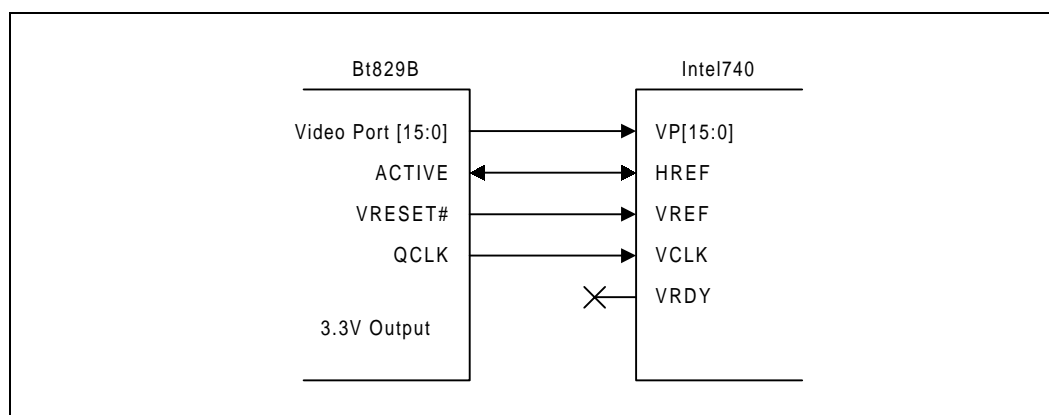 Bt829B Intel740
Video Port [15:0] VP[15:0]
ACTIVE HREF
VRESET# VREF
QCLK VCLK
VRDY
3.3V Output